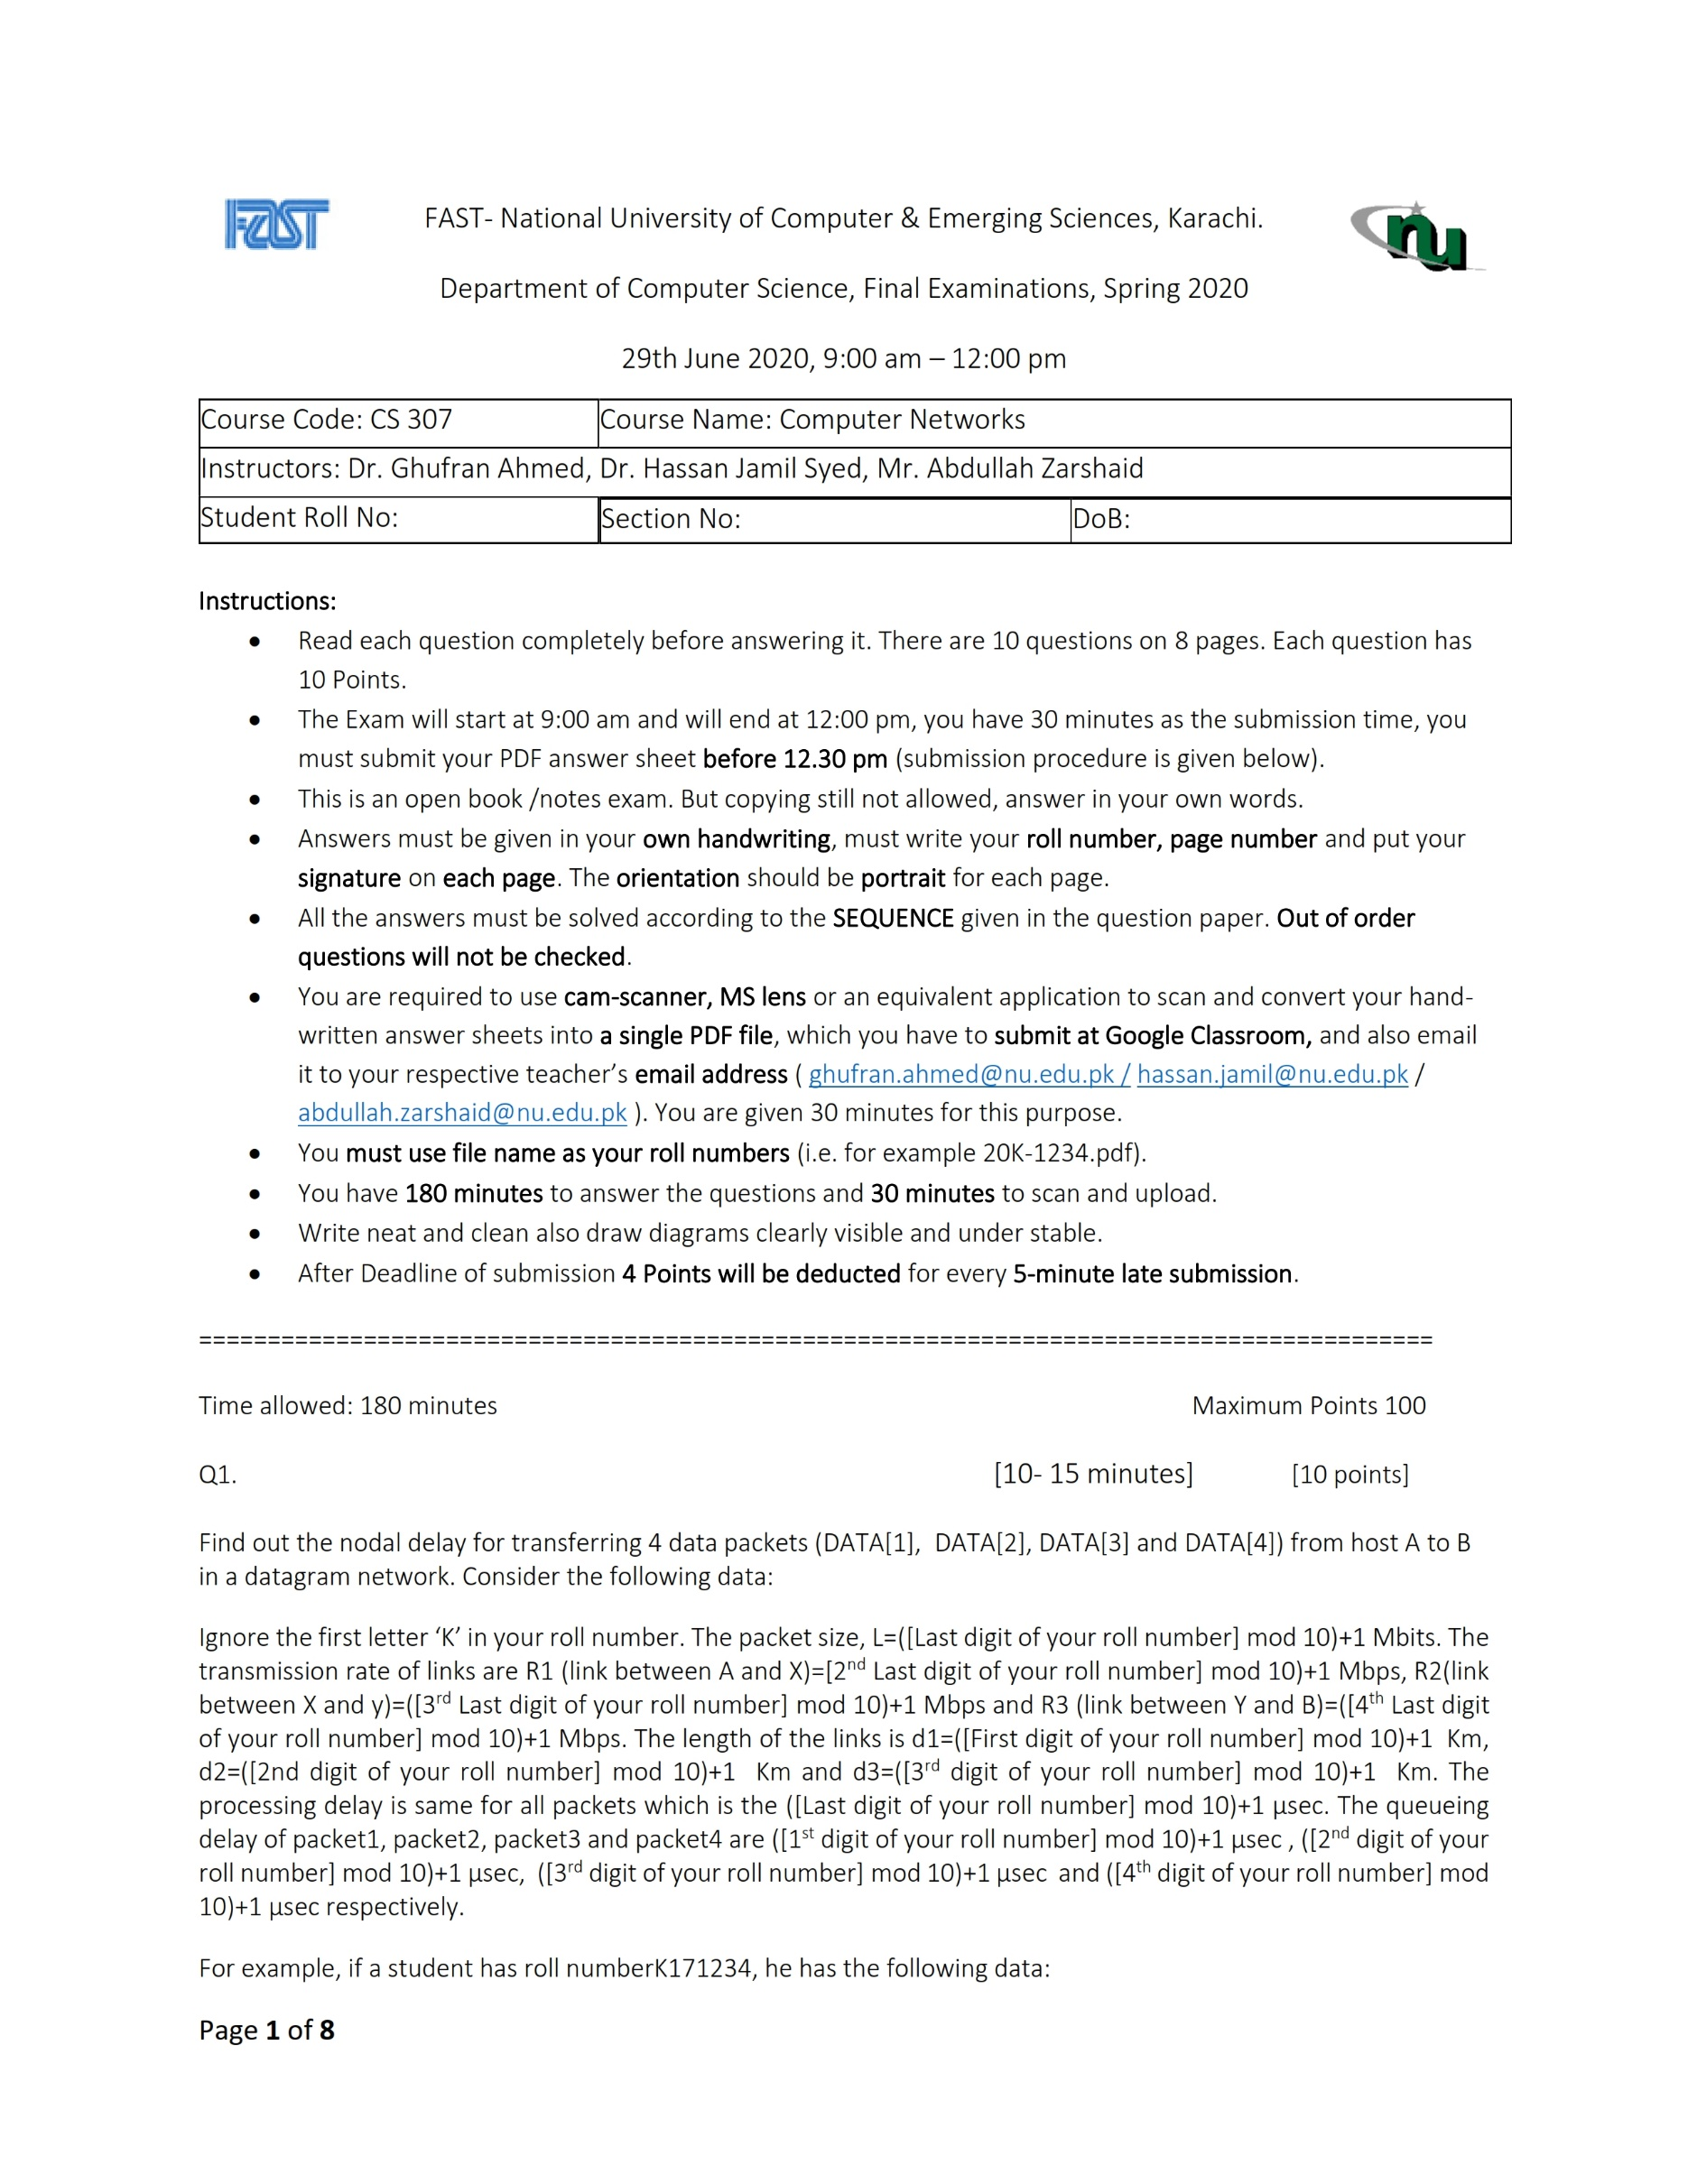 FAST
FAST- National University of Computer & Emerging Sciences, Karachi.
nu
Department of Computer Science, Final Examinations, Spring 2020
29th June 2020, 9:00 am – 12:00 pm
Course Code: CS 307 Course Name: Computer Networks
Instructors: Dr. Ghufran Ahmed, Dr. Hassan Jamil Syed, Mr. Abdullah Zarshaid
Student Roll No: Section No: DoB:
Instructions:
• Read each question completely before answering it. There are 10 questions on 8 pages. Each question has
10 Points.
• The Exam will start at 9:00 am and will end at 12:00 pm, you have 30 minutes as the submission time, you
must submit your PDF answer sheet before 12.30 pm (submission procedure is given below).
• This is an open book /notes exam. But copying still not allowed, answer in your own words.
• Answers must be given in your own handwriting, must write your roll number, page number and put your
signature on each page. The orientation should be portrait for each page.
• All the answers must be solved according to the SEQUENCE given in the question paper. Out of order
questions will not be checked.
• You are required to use cam-scanner, MS lens or an equivalent application to scan and convert your hand-
written answer sheets into a single PDF file, which you have to submit at Google Classroom, and also email
it to your respective teacher’s email address ( ghufran.ahmed@nu.edu.pk / hassan.jamil@nu.edu.pk /
abdullah.zarshaid@nu.edu.pk ). You are given 30 minutes for this purpose.
• You must use file name as your roll numbers (i.e. for example 20K-1234.pdf).
• You have 180 minutes to answer the questions and 30 minutes to scan and upload.
• Write neat and clean also draw diagrams clearly visible and under stable.
• After Deadline of submission 4 Points will be deducted for every 5-minute late submission.
==========================================================================================
Time allowed: 180 minutes Maximum Points 100
Q1. [10- 15 minutes] [10 points]
Find out the nodal delay for transferring 4 data packets (DATA[1], DATA[2], DATA[3] and DATA[4]) from host A to B
in a datagram network. Consider the following data:
Ignore the first letter ‘K’ in your roll number. The packet size, L=([Last digit of your roll number] mod 10)+1 Mbits. The
transmission rate of links are R1 (link between A and X)=[2nd Last digit of your roll number] mod 10)+1 Mbps, R2(link
between X and y)=([3rd Last digit of your roll number] mod 10)+1 Mbps and R3 (link between Y and B)=([4th Last digit
of your roll number] mod 10)+1 Mbps. The length of the links is d1=([First digit of your roll number] mod 10)+1 Km,
d2=([2nd digit of your roll number] mod 10)+1 Km and d3=([3rd digit of your roll number] mod 10)+1 Km. The
processing delay is same for all packets which is the ([Last digit of your roll number] mod 10)+1 μsec. The queueing
delay of packet1, packet2, packet3 and packet4 are ([1st digit of your roll number] mod 10)+1 μsec , ([2nd digit of your
roll number] mod 10)+1 μsec, ([3rd digit of your roll number] mod 10)+1 μsec and ([4th digit of your roll number] mod
10)+1 μsec respectively.
For example, if a student has roll numberK171234, he has the following data:
Page 1 of 8